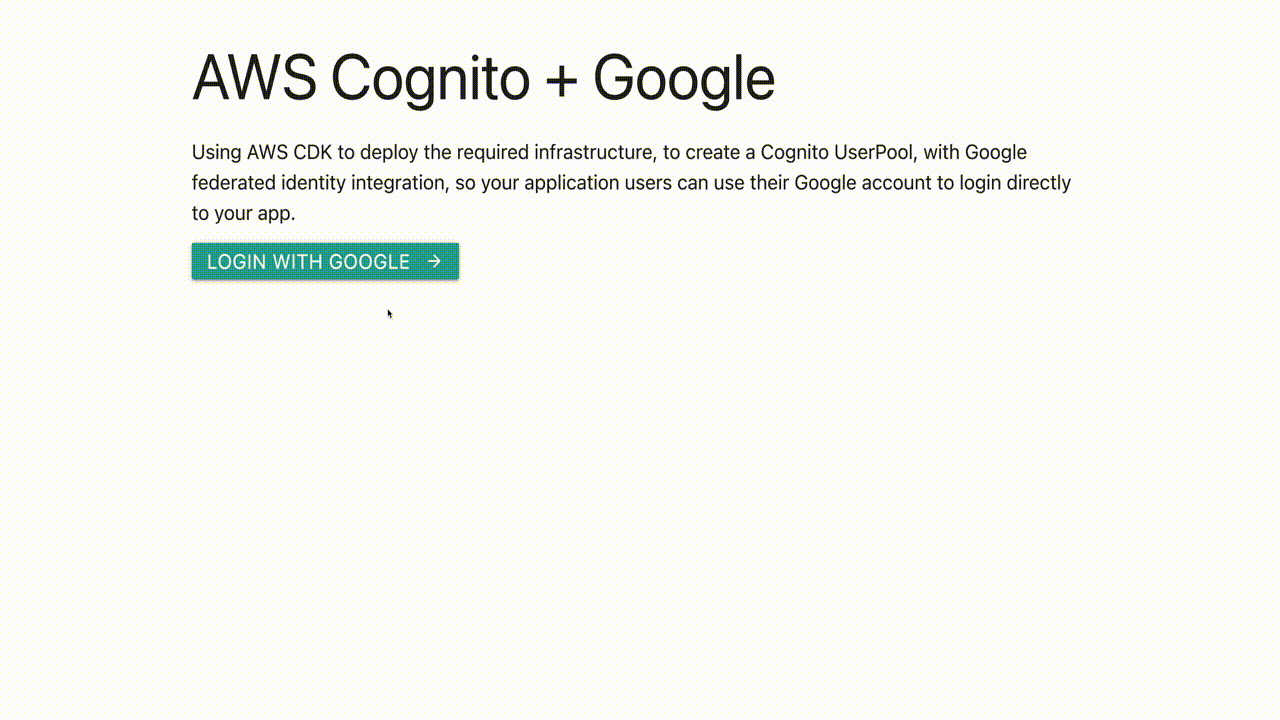 AWS Cognito + Google
Using AWS CDK to deploy the required infrastructure, to create a Cognito UserPool, with Google
federated identity integration, so your application users can use their Google account to login directly
to your app.
LOGIN WITH GOOGLE →